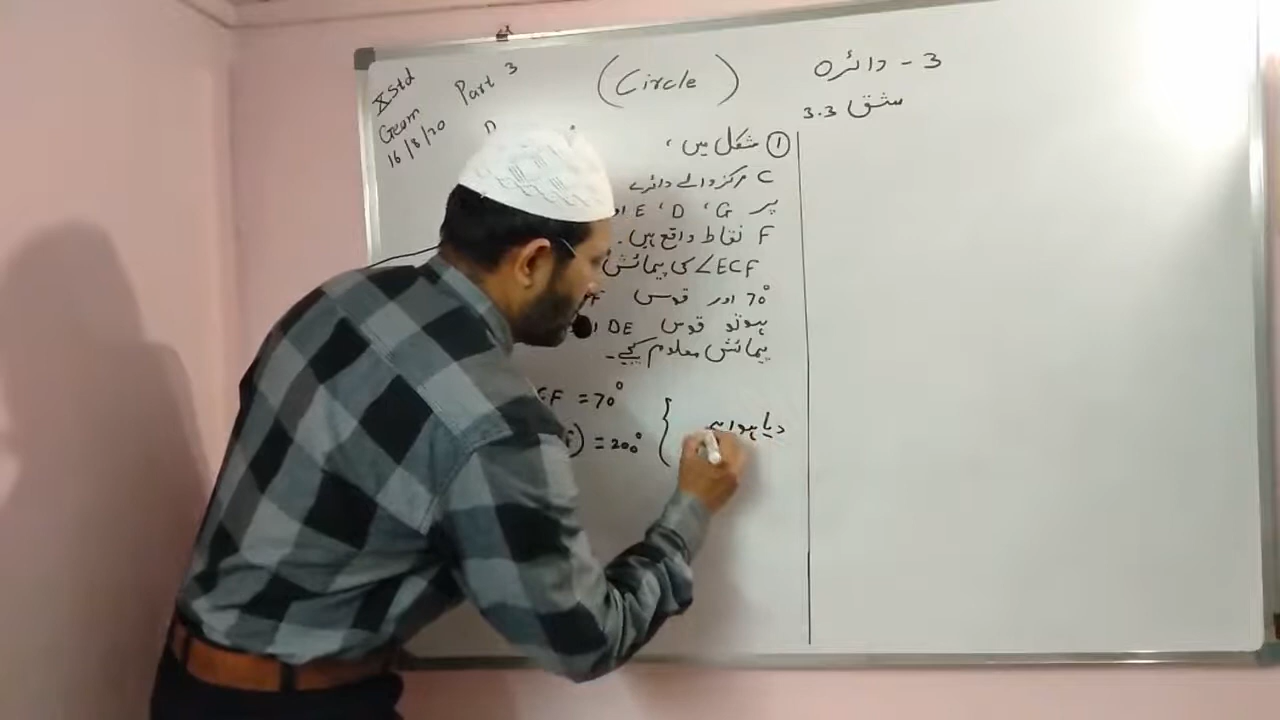 X Std
Geom
16/8/20
Part 3
(Circle)
3 - دائرہ
مشق 3.3
① شکل میں ،
C مرکز والے دائرے
پر G ، D ، E
F نقاط واقع ہیں۔
∠ECF کی پیمائش
70° اور قوس
ہو تو قوس DE
پیمائش معلوم کیجیے۔
CF = 70°
) = 200°
} دیا ہوا ہے